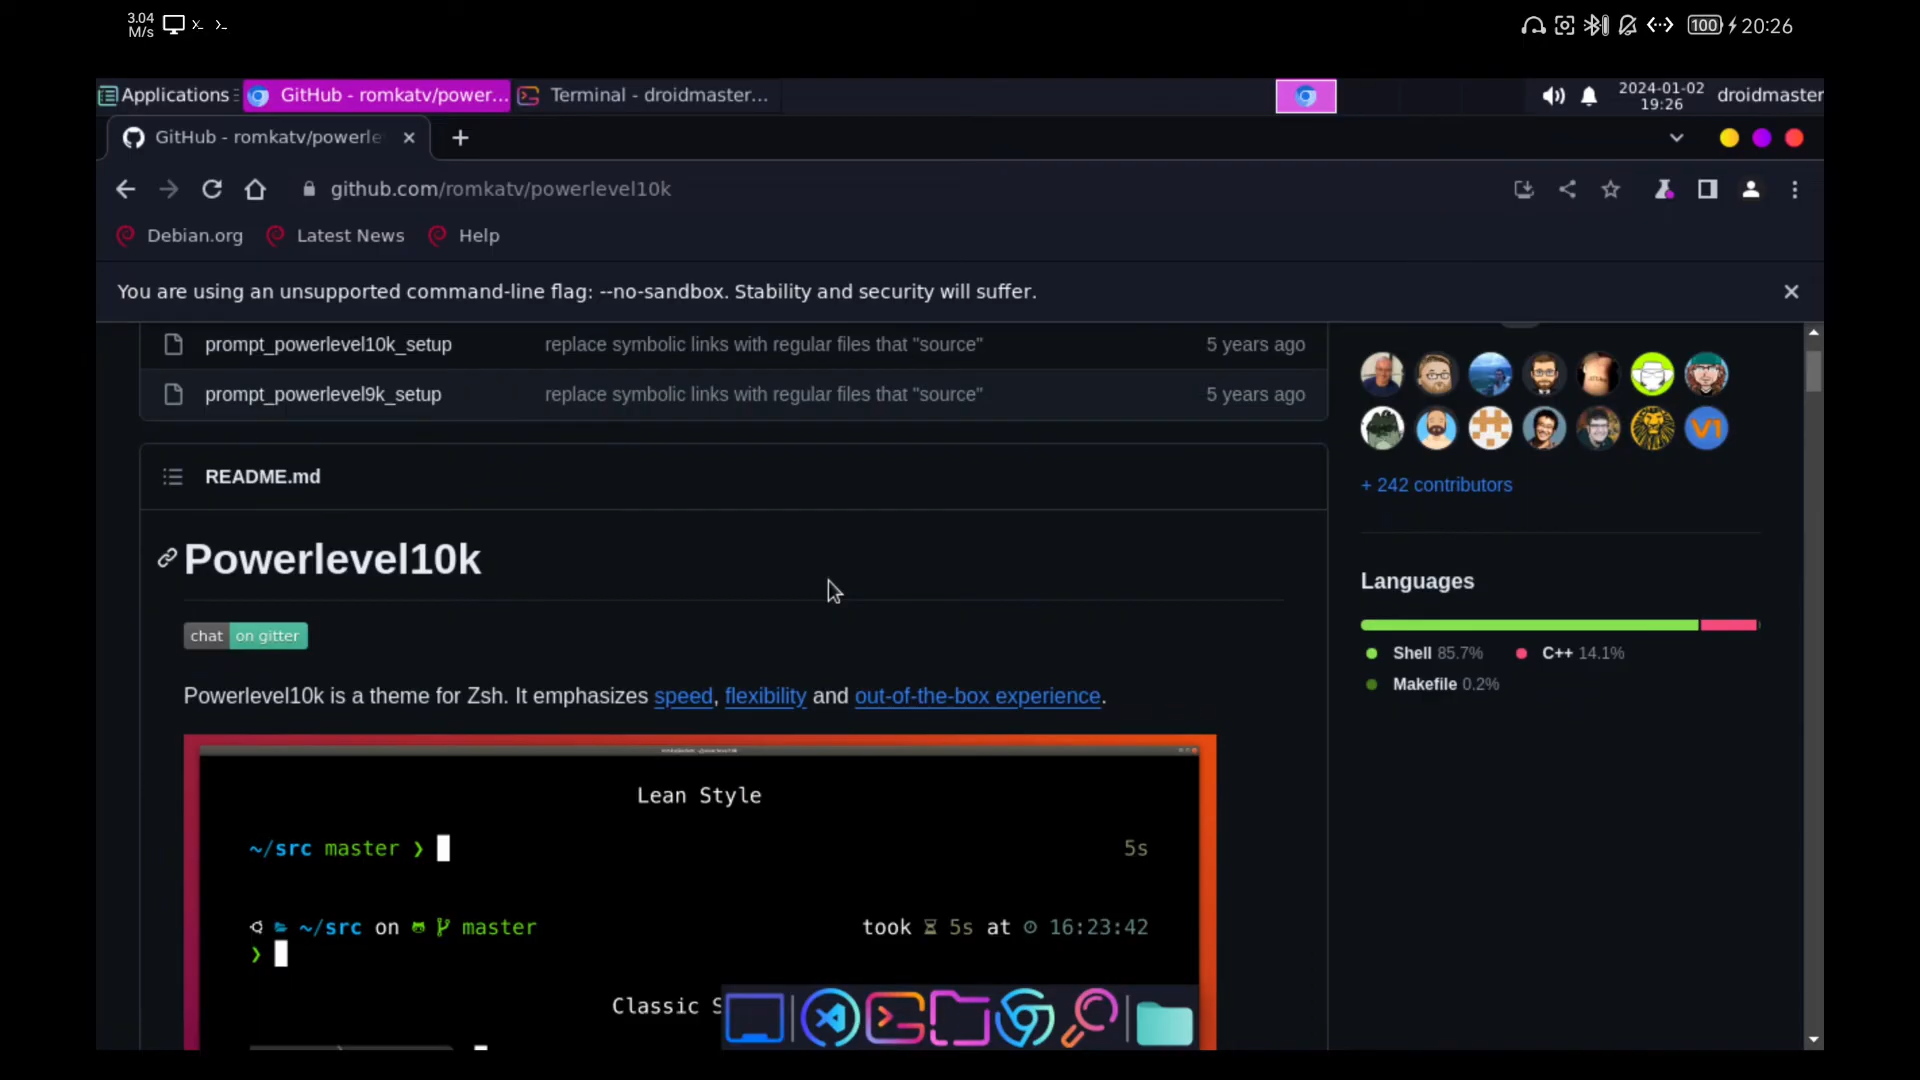 3.04
M/s
100
20:26
Applications
GitHub - romkatv/power...
Terminal - droidmaster...
2024-01-02
19:26
droidmaster
GitHub - romkatv/powerle
github.com/romkatv/powerlevel10k
Debian.org
Latest News
Help
You are using an unsupported command-line flag: --no-sandbox. Stability and security will suffer.
prompt_powerlevel10k_setup
replace symbolic links with regular files that "source"
5 years ago
prompt_powerlevel9k_setup
replace symbolic links with regular files that "source"
5 years ago
+ 242 contributors
README.md
Powerlevel10k
chat on gitter
Powerlevel10k is a theme for Zsh. It emphasizes speed, flexibility and out-of-the-box experience.
Languages
Shell 85.7%
C++ 14.1%
Makefile 0.2%
Lean Style
~/src master ❯
5s
~/src on master
took 5s at 16:23:42
❯
Classic S